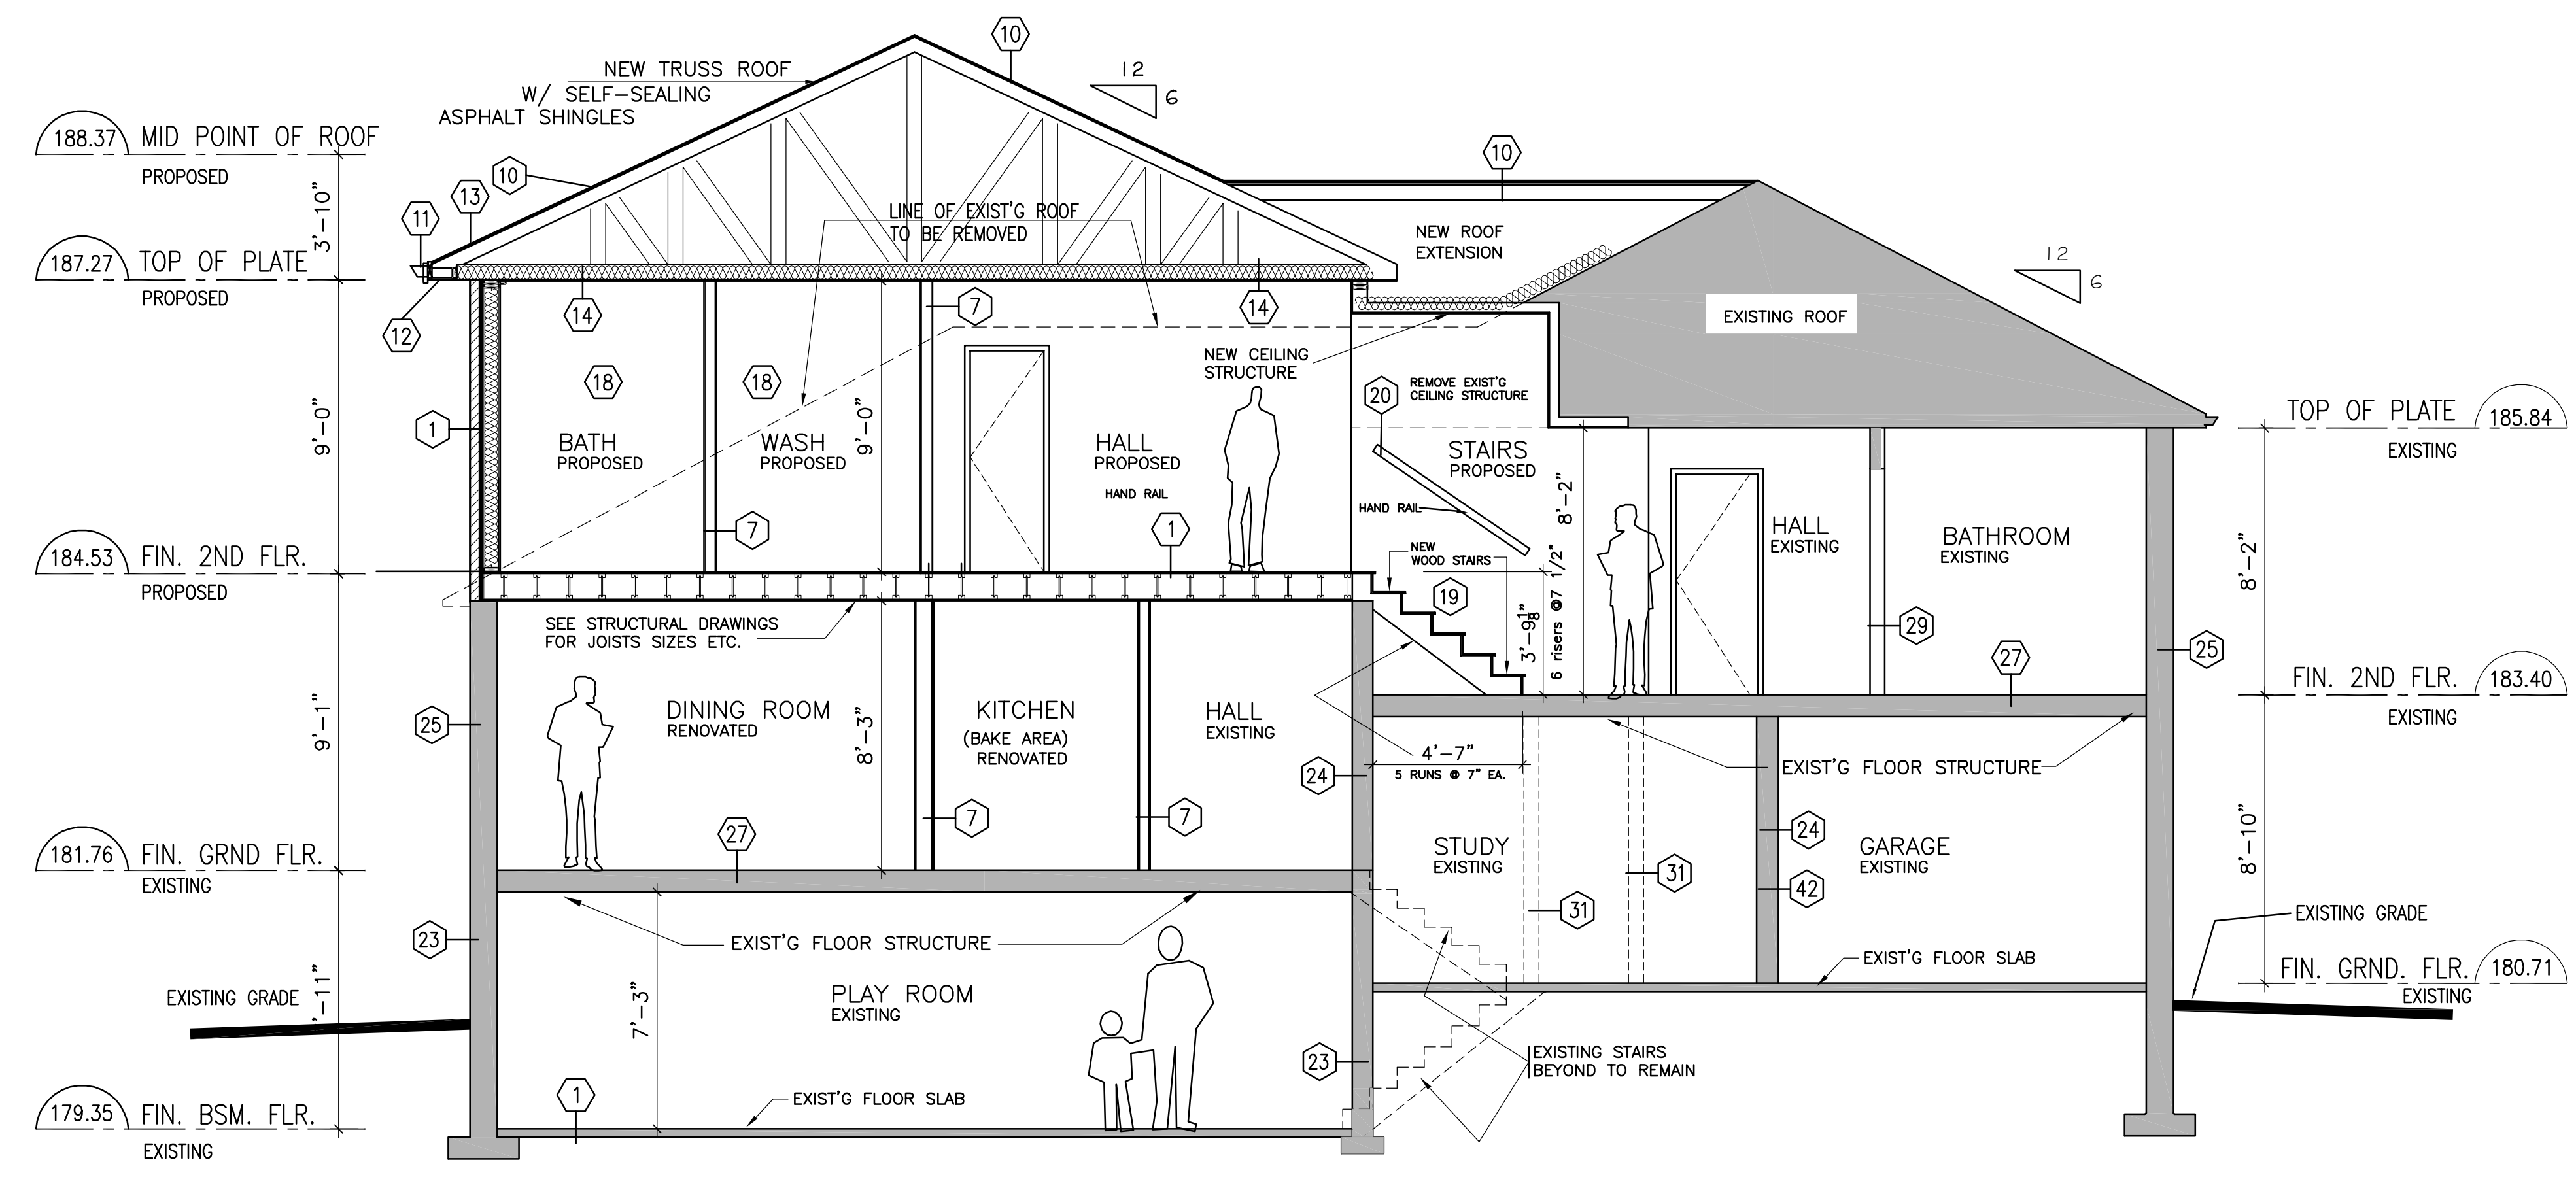 10
NEW TRUSS ROOF
W/ SELF-SEALING
ASPHALT SHINGLES
12
6
188.37
MID POINT OF ROOF
PROPOSED
10
13
11
3'-10"
LINE OF EXIST'G ROOF
TO BE REMOVED
10
NEW ROOF
EXTENSION
12
6
187.27
TOP OF PLATE
PROPOSED
12
14
7
14
EXISTING ROOF
NEW CEILING
STRUCTURE
18
18
20
REMOVE EXIST'G
CEILING STRUCTURE
9'-0"
1
9'-0"
BATH
PROPOSED
WASH
PROPOSED
HALL
PROPOSED
HAND RAIL
STAIRS
PROPOSED
HAND RAIL
TOP OF PLATE
185.84
EXISTING
7
1
8'-2"
HALL
EXISTING
BATHROOM
EXISTING
8'-2"
184.53
FIN. 2ND FLR.
PROPOSED
NEW
WOOD STAIRS
19
3'-9 1/8"
6 risers @7 1/2"
SEE STRUCTURAL DRAWINGS
FOR JOISTS SIZES ETC.
29
25
27
FIN. 2ND FLR.
183.40
EXISTING
9'-1"
25
DINING ROOM
RENOVATED
8'-3"
KITCHEN
(BAKE AREA)
RENOVATED
HALL
EXISTING
24
4'-7"
5 RUNS @ 7" EA.
EXIST'G FLOOR STRUCTURE
27
7
7
STUDY
EXISTING
24
GARAGE
EXISTING
8'-10"
181.76
FIN. GRND FLR.
EXISTING
31
31
42
EXISTING GRADE
23
EXIST'G FLOOR STRUCTURE
EXIST'G FLOOR SLAB
FIN. GRND. FLR.
180.71
EXISTING
EXISTING GRADE
'-11"
7'-3"
PLAY ROOM
EXISTING
23
EXISTING STAIRS
BEYOND TO REMAIN
1
EXIST'G FLOOR SLAB
179.35
FIN. BSM. FLR.
EXISTING